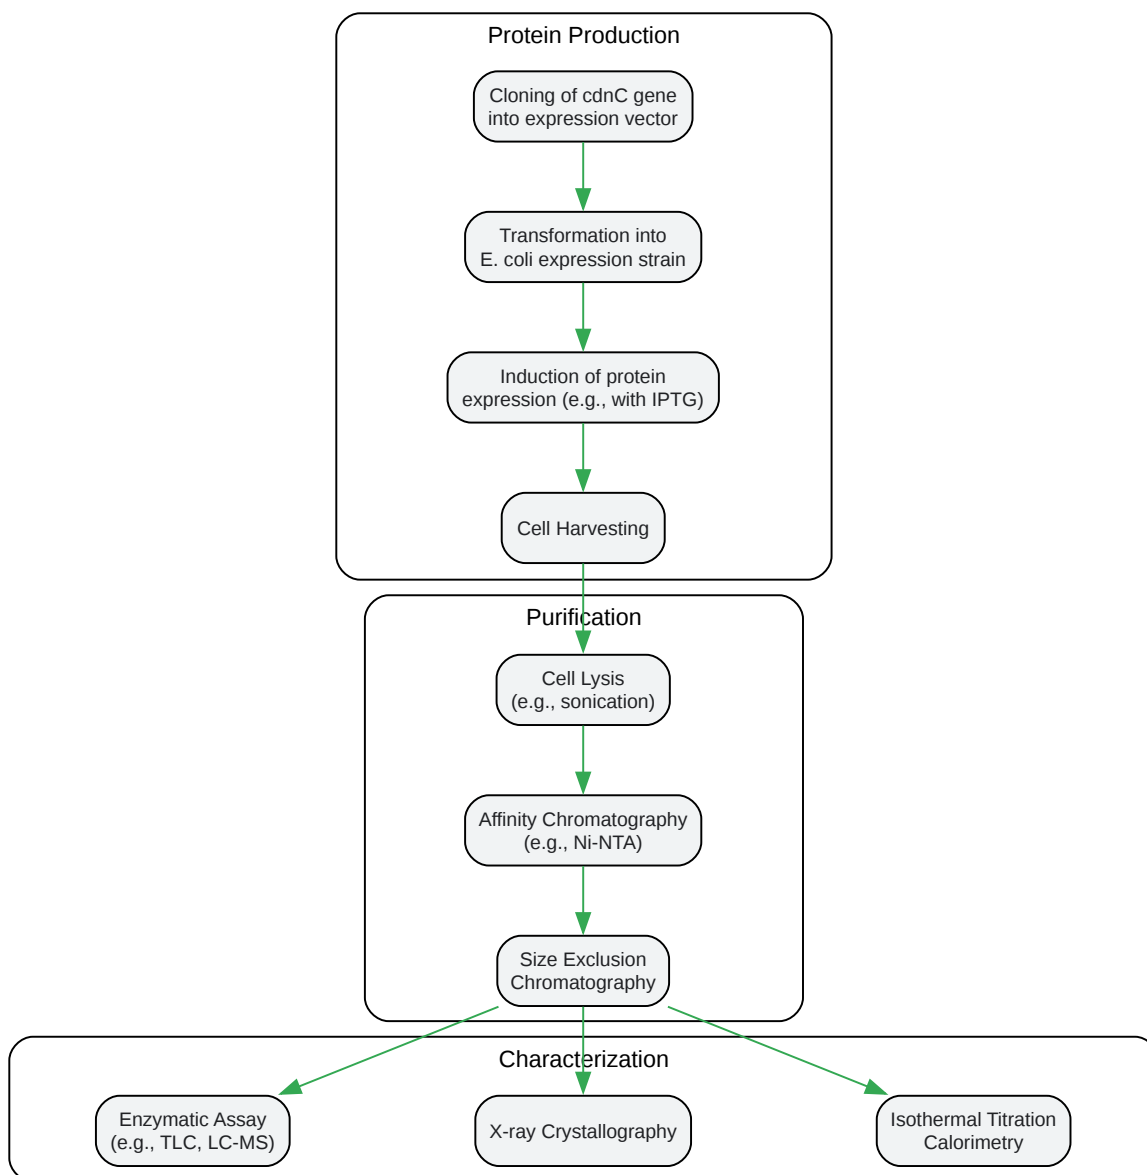 Protein Production
Cloning of cdnC gene
into expression vector
Transformation into
E. coli expression strain
Induction of protein
expression (e.g., with IPTG)
Cell Harvesting
Purification
Cell Lysis
(e.g., sonication)
Affinity Chromatography
(e.g., Ni-NTA)
Size Exclusion
Chromatography
Characterization
Enzymatic Assay
(e.g., TLC, LC-MS)
X-ray Crystallography
Isothermal Titration
Calorimetry